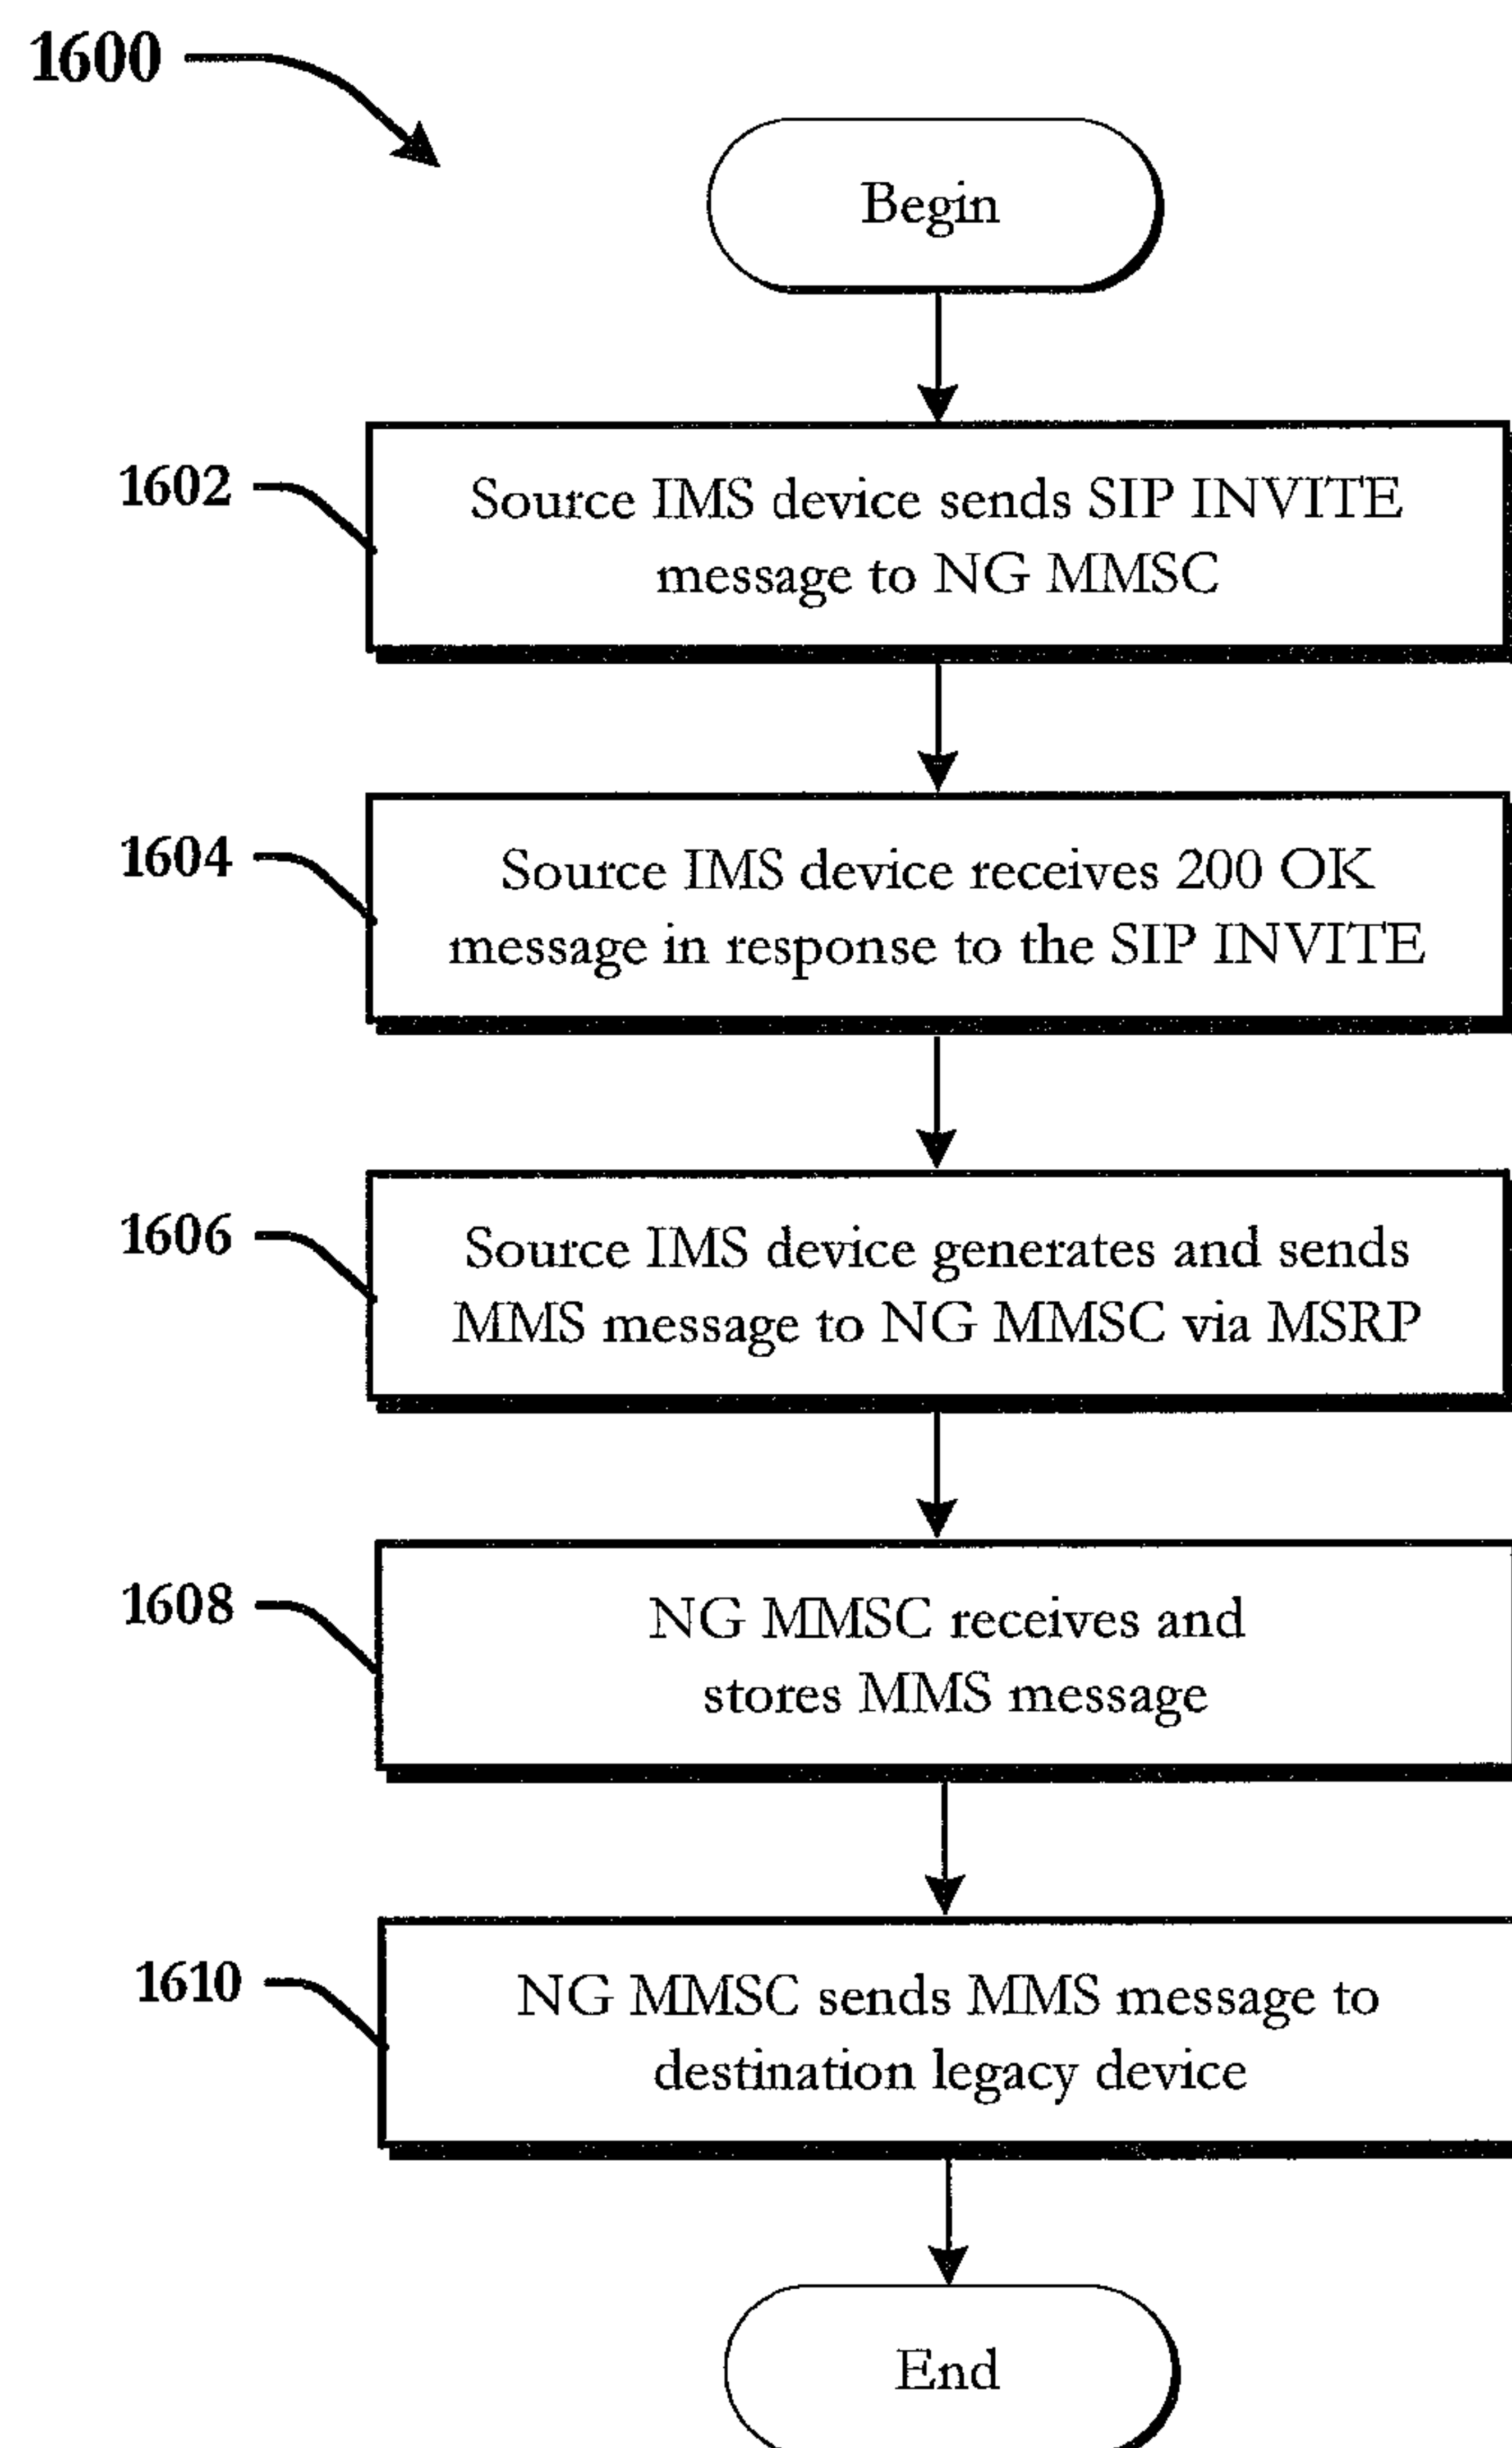 1600
Begin
1602
Source IMS device sends SIP INVITE
message to NG MMSC
1604
Source IMS device receives 200 OK
message in response to the SIP INVITE
1606
Source IMS device generates and sends
MMS message to NG MMSC via MSRP
1608
NG MMSC receives and
stores MMS message
1610
NG MMSC sends MMS message to
destination legacy device
End